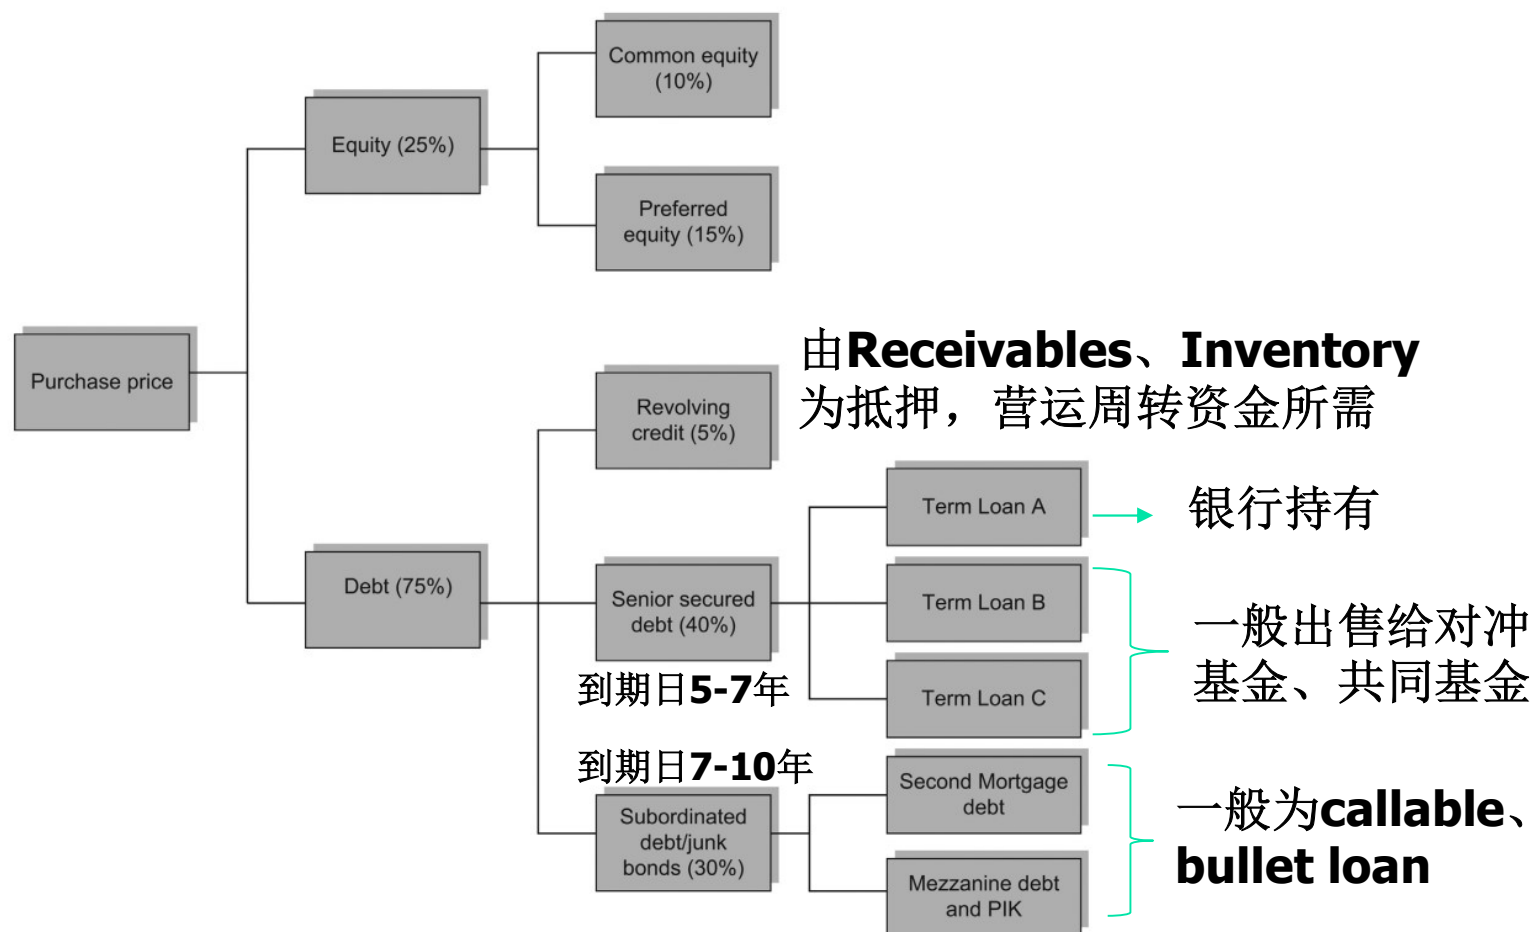 Common equity
(10%)
Equity (25%)
Preferred
equity (15%)
Purchase price
由Receivables、Inventory
为抵押，营运周转资金所需
Revolving
credit (5%)
Term Loan A
银行持有
Debt (75%)
Senior secured
debt (40%)
Term Loan B
一般出售给对冲
基金、共同基金
到期日5-7年
Term Loan C
到期日7-10年
Second Mortgage
debt
Subordinated
debt/junk
bonds (30%)
一般为callable、
bullet loan
Mezzanine debt
and PIK